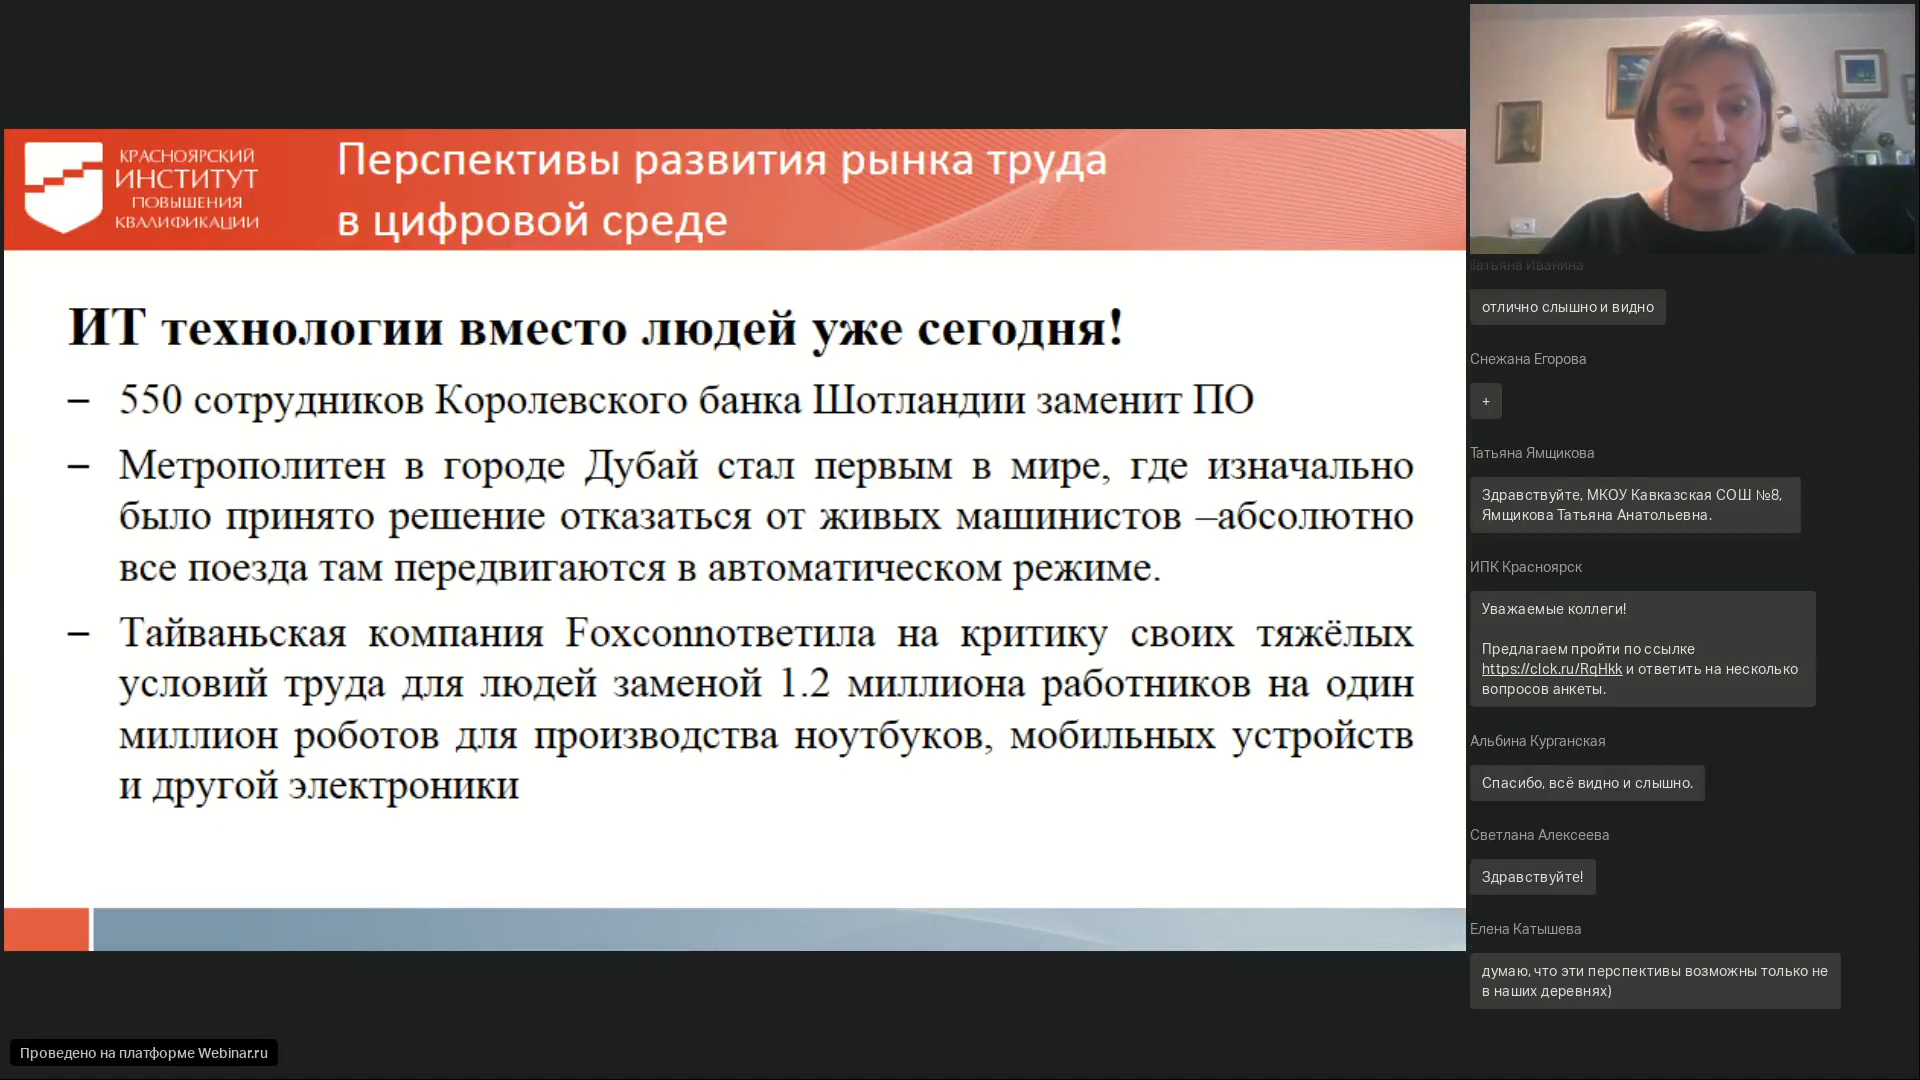 КРАСНОЯРСКИЙ
ИНСТИТУТ
ПОВЫШЕНИЯ
КВАЛИФИКАЦИИ
Перспективы развития рынка труда
в цифровой среде
ИТ технологии вместо людей уже сегодня!
– 550 сотрудников Королевского банка Шотландии заменит ПО
– Метрополитен в городе Дубай стал первым в мире, где изначально
было принято решение отказаться от живых машинистов –абсолютно
все поезда там передвигаются в автоматическом режиме.
– Тайваньская компания Foxconnответила на критику своих тяжёлых
условий труда для людей заменой 1.2 миллиона работников на один
миллион роботов для производства ноутбуков, мобильных устройств
и другой электроники
Татьяна Иванина
отлично слышно и видно
Снежана Егорова
+
Татьяна Ямщикова
Здравствуйте, МКОУ Кавказская СОШ №8,
Ямщикова Татьяна Анатольевна.
ИПК Красноярск
Уважаемые коллеги!
Предлагаем пройти по ссылке
https://clck.ru/RqHkk и ответить на несколько
вопросов анкеты.
Альбина Курганская
Спасибо, всё видно и слышно.
Светлана Алексеева
Здравствуйте!
Елена Катышева
думаю, что эти перспективы возможны только не
в наших деревнях)
Проведено на платформе Webinar.ru